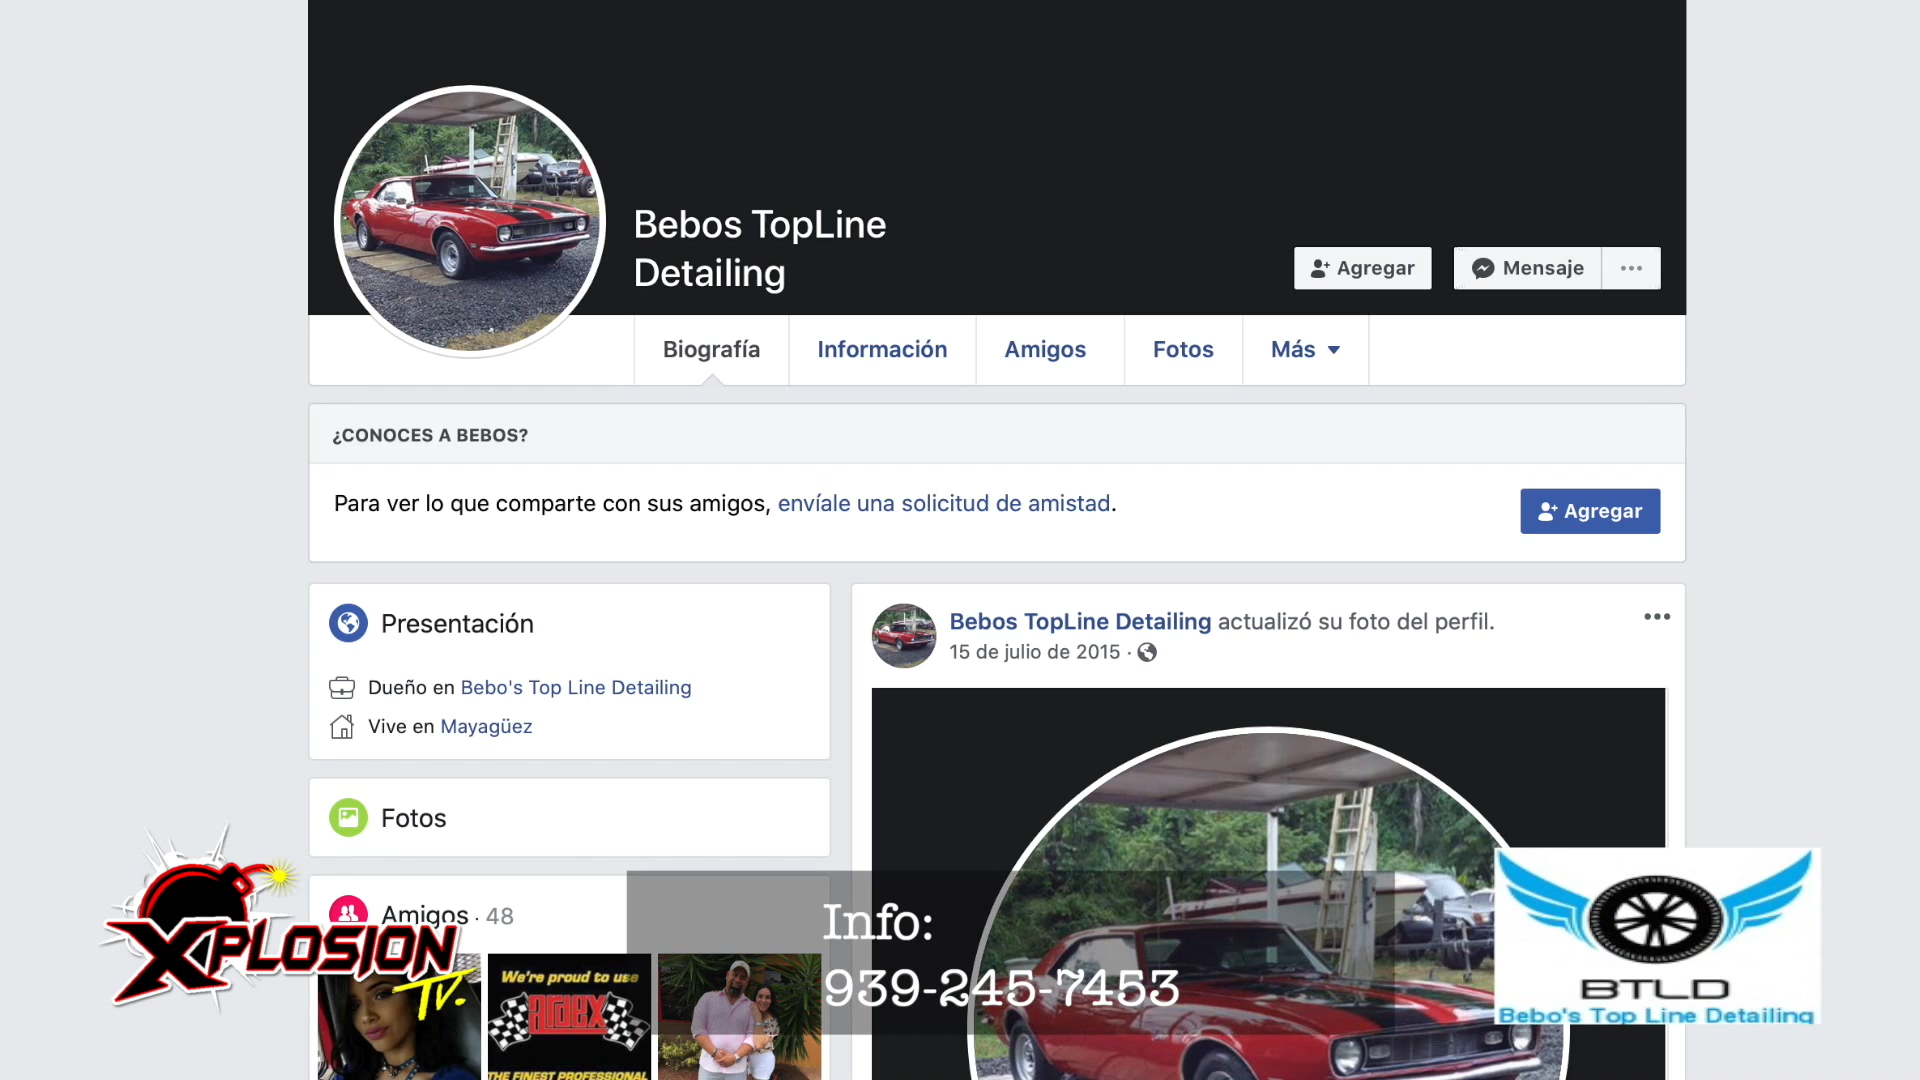 Bebos TopLine
Detailing
Agregar
Mensaje
Biografía
Información
Amigos
Fotos
Más
¿CONOCES A BEBOS?
Para ver lo que comparte con sus amigos, envíale una solicitud de amistad.
Agregar
Presentación
Dueño en Bebo's Top Line Detailing
Vive en Mayagüez
Fotos
Amigos · 48
Bebos TopLine Detailing actualizó su foto del perfil.
15 de julio de 2015 ·
XPLOSION
TV.
We're proud to use
ARDEX
THE FINEST PROFESSIONAL
Info:
939-245-7453
BTLD
Bebo's Top Line Detailing